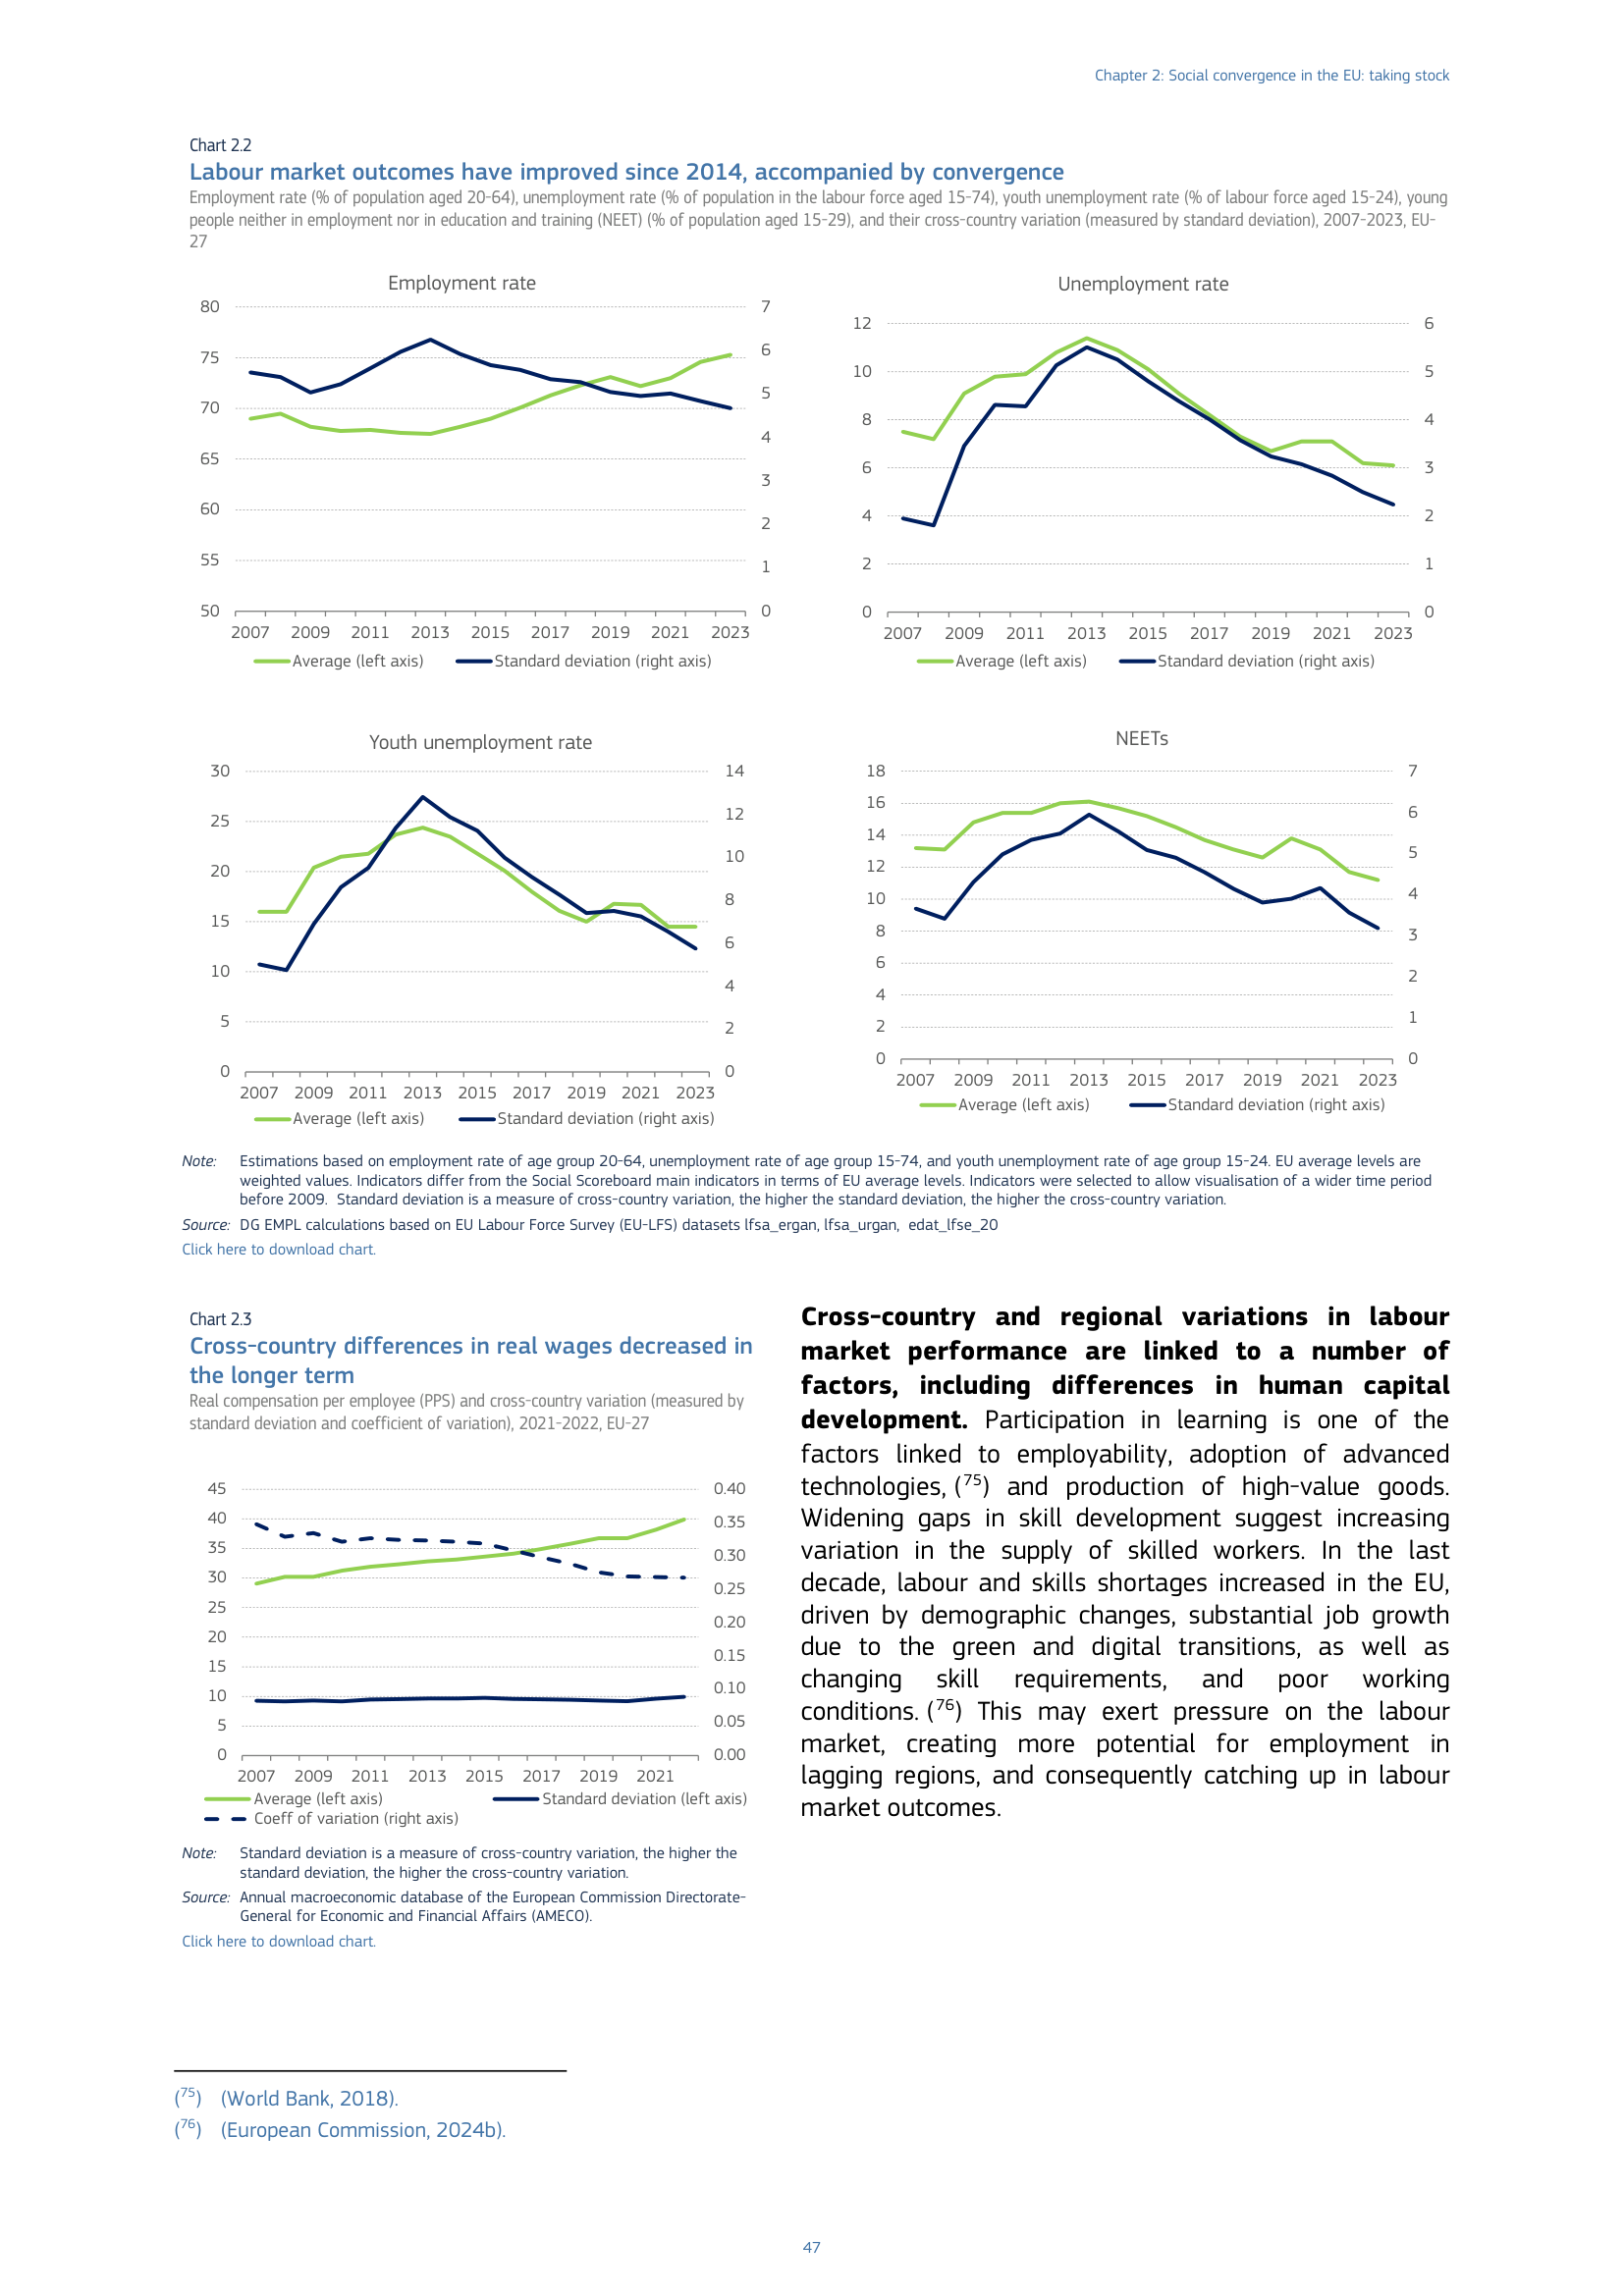 Chapter 2: Social convergence in the EU: taking stock
Chart 2.2
Labour market outcomes have improved since 2014, accompanied by convergence
Employment rate (% of population aged 20-64), unemployment rate (% of population in the labour force aged 15-74), youth unemployment rate (% of labour force aged 15-24), young
people neither in employment nor in education and training (NEET) (% of population aged 15-29), and their cross-country variation (measured by standard deviation), 2007-2023, EU-
27
Employment rate
80 7
75 6
70 5
65 4
60 3
55 2
50 1
0
2007 2009 2011 2013 2015 2017 2019 2021 2023
Average (left axis) Standard deviation (right axis)
Unemployment rate
12 6
10 5
8 4
6 3
4 2
2 1
0 0
2007 2009 2011 2013 2015 2017 2019 2021 2023
Average (left axis) Standard deviation (right axis)
Youth unemployment rate
30 14
25 12
20 10
15 8
10 6
5 4
0 2
0
2007 2009 2011 2013 2015 2017 2019 2021 2023
Average (left axis) Standard deviation (right axis)
NEETs
18 7
16 6
14 5
12 4
10 3
8 2
6 1
4 0
2
0
2007 2009 2011 2013 2015 2017 2019 2021 2023
Average (left axis) Standard deviation (right axis)
Note: Estimations based on employment rate of age group 20-64, unemployment rate of age group 15-74, and youth unemployment rate of age group 15-24. EU average levels are
weighted values. Indicators differ from the Social Scoreboard main indicators in terms of EU average levels. Indicators were selected to allow visualisation of a wider time period
before 2009. Standard deviation is a measure of cross-country variation, the higher the standard deviation, the higher the cross-country variation.
Source: DG EMPL calculations based on EU Labour Force Survey (EU-LFS) datasets lfsa_ergan, lfsa_urgan, edat_lfse_20
Click here to download chart.
Chart 2.3
Cross-country differences in real wages decreased in
the longer term
Real compensation per employee (PPS) and cross-country variation (measured by
standard deviation and coefficient of variation), 2021-2022, EU-27
45 0.40
40 0.35
35 0.30
30 0.25
25 0.20
20 0.15
15 0.10
10 0.05
5 0.00
0
2007 2009 2011 2013 2015 2017 2019 2021
Average (left axis) Standard deviation (left axis)
Coeff of variation (right axis)
Note: Standard deviation is a measure of cross-country variation, the higher the
standard deviation, the higher the cross-country variation.
Source: Annual macroeconomic database of the European Commission Directorate-
General for Economic and Financial Affairs (AMECO).
Click here to download chart.
Cross-country and regional variations in labour
market performance are linked to a number of
factors, including differences in human capital
development. Participation in learning is one of the
factors linked to employability, adoption of advanced
technologies, (75) and production of high-value goods.
Widening gaps in skill development suggest increasing
variation in the supply of skilled workers. In the last
decade, labour and skills shortages increased in the EU,
driven by demographic changes, substantial job growth
due to the green and digital transitions, as well as
changing skill requirements, and poor working
conditions. (76) This may exert pressure on the labour
market, creating more potential for employment in
lagging regions, and consequently catching up in labour
market outcomes.
(75) (World Bank, 2018).
(76) (European Commission, 2024b).
47